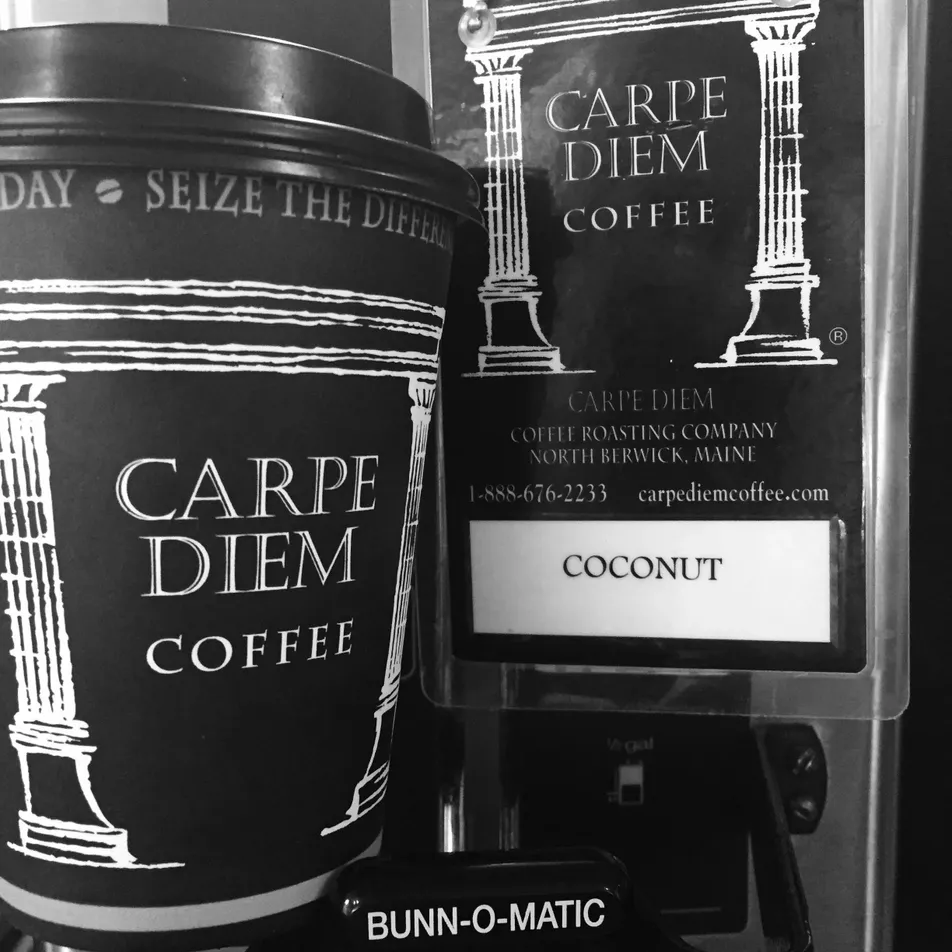 DAY • SEIZE THE DIFFEREN
CARPE
DIEM
COFFEE
CARPE
DIEM
COFFEE
®
CARPE DIEM
COFFEE ROASTING COMPANY
NORTH BERWICK, MAINE
1-888-676-2233 carpediemcoffee.com
COCONUT
BUNN-O-MATIC